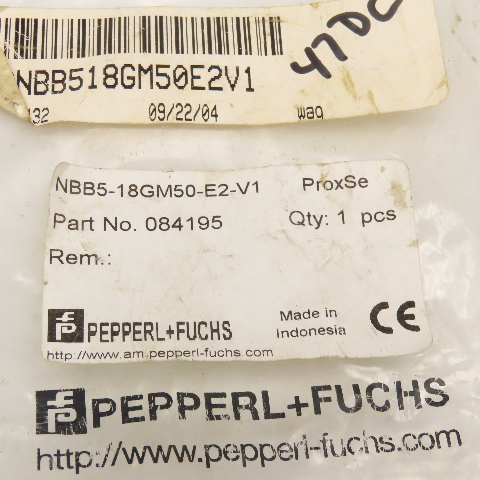 47DC
NBB518GM50E2V1
132 09/22/04 waq
NBB5-18GM50-E2-V1 ProxSe
Part No. 084195 Qty: 1 pcs
Rem.:
PEPPERL+FUCHS Made in Indonesia CE
http://www.am.pepperl-fuchs.com
PEPPERL+FUCHS
http://www.pepperl-fuchs.com